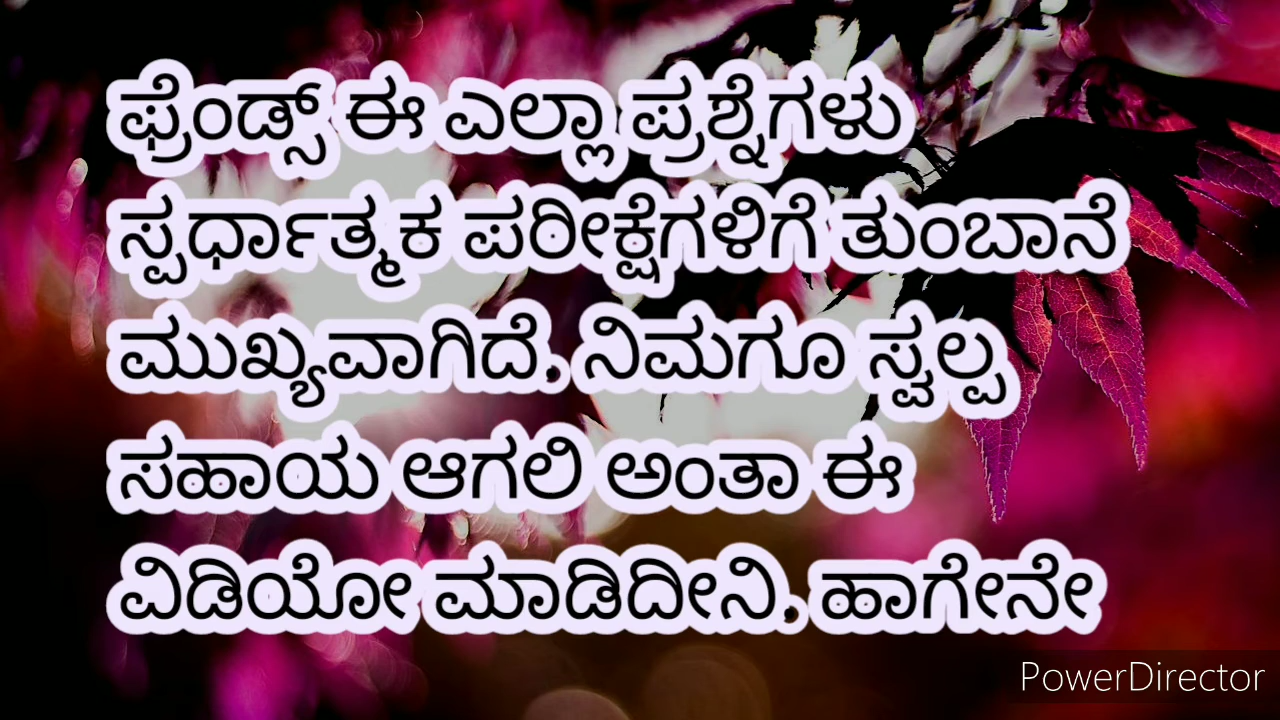 ಫ್ರೆಂಡ್ಸ್ ಈ ಎಲ್ಲಾ ಪ್ರಶ್ನೆಗಳು
ಸ್ಪರ್ಧಾತ್ಮಕ ಪರೀಕ್ಷೆಗಳಿಗೆ ತುಂಬಾನೆ
ಮುಖ್ಯವಾಗಿದೆ. ನಿಮಗೂ ಸ್ವಲ್ಪ
ಸಹಾಯ ಆಗಲಿ ಅಂತಾ ಈ
ವಿಡಿಯೋ ಮಾಡಿದೀನಿ. ಹಾಗೇನೇ
PowerDirector